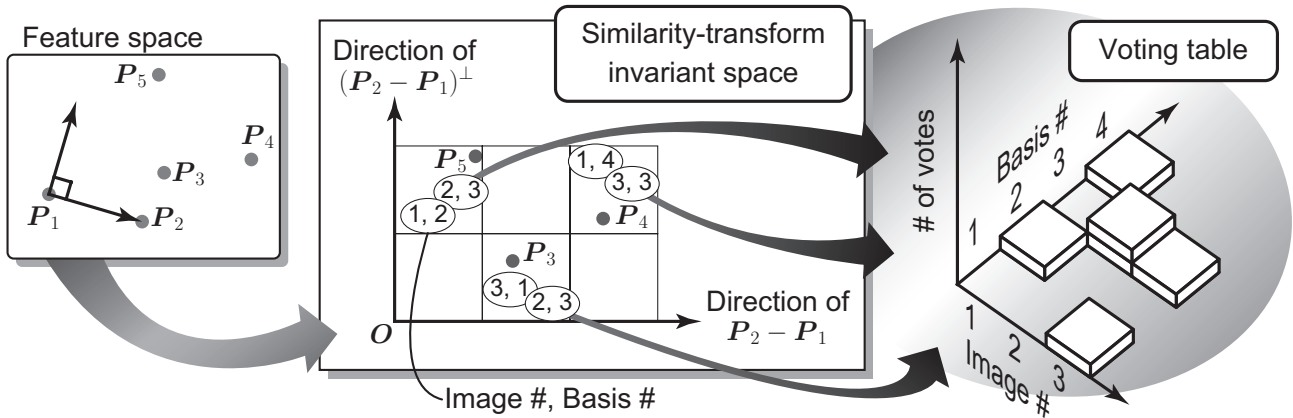 Feature space
P5
P4
P3
P1
P2
Direction of
(P2 − P1)⊥
Similarity-transform
invariant space
P5
1, 4
2, 3
3, 3
1, 2
P4
P3
3, 1
2, 3
O
Direction of
P2 − P1
Image #, Basis #
Voting table
# of votes
Basis #
1
2
3
4
1
2
3
Image #